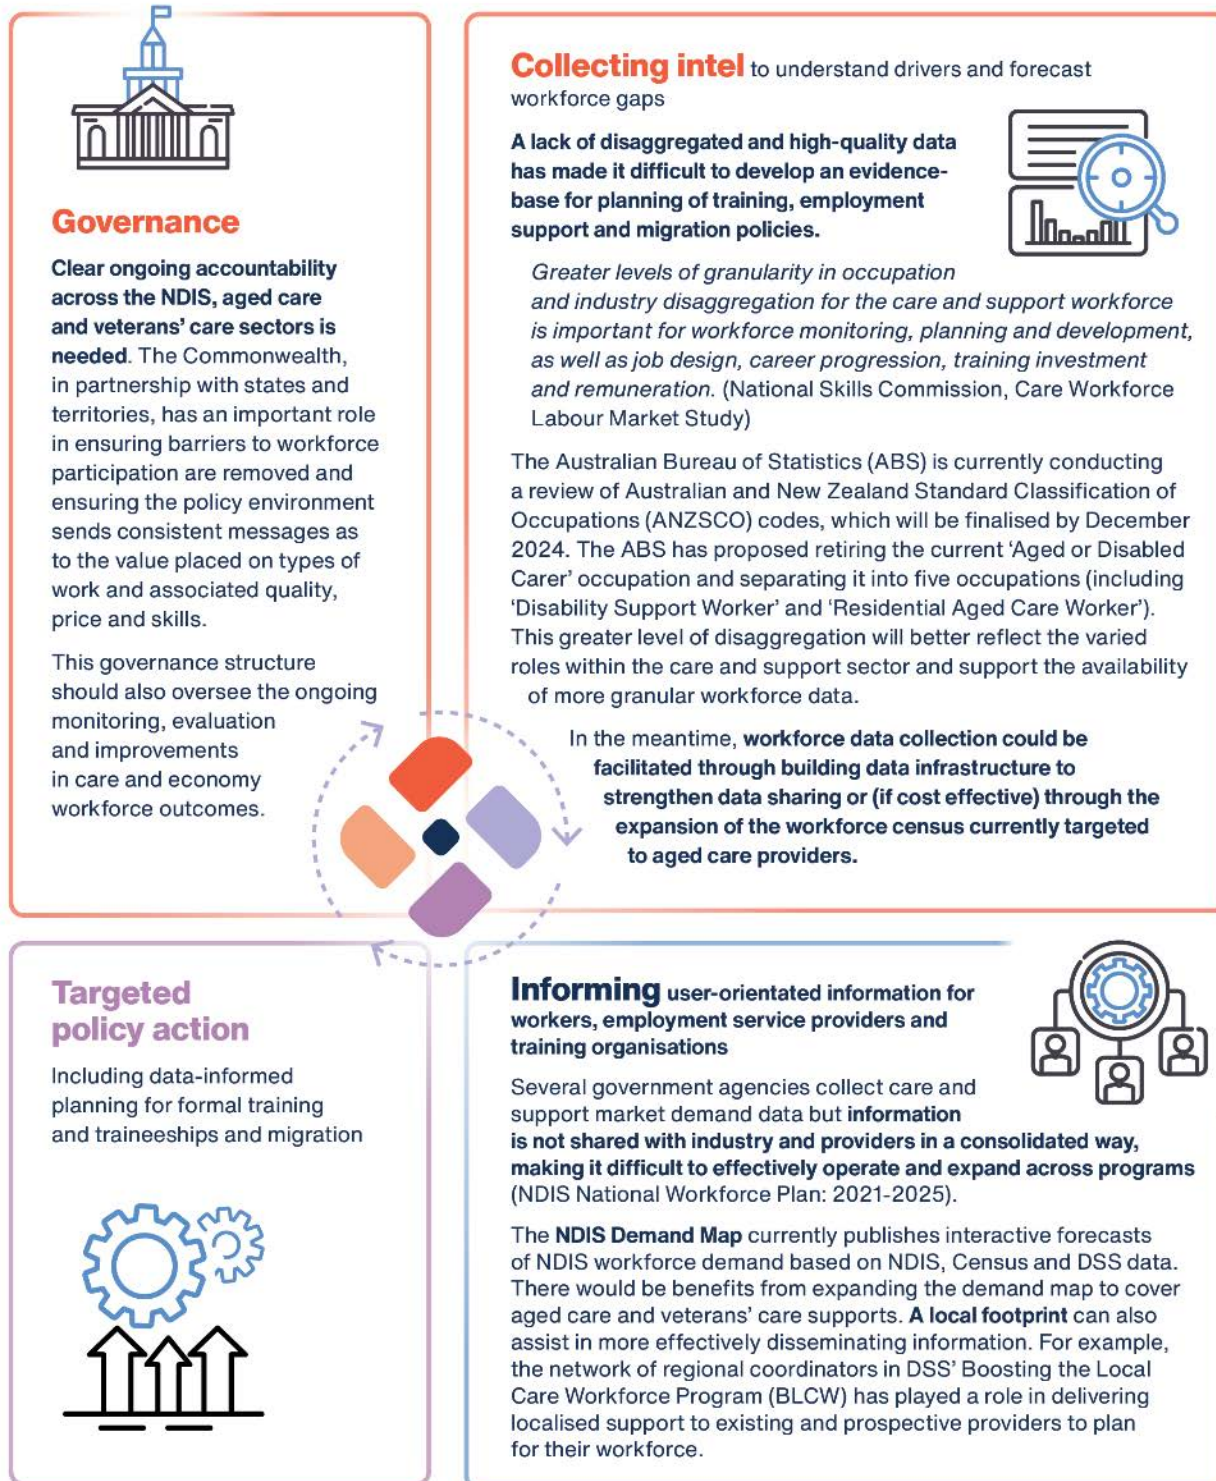 Governance
Clear ongoing accountability
across the NDIS, aged care
and veterans' care sectors is
needed. The Commonwealth,
in partnership with states and
territories, has an important role
in ensuring barriers to workforce
participation are removed and
ensuring the policy environment
sends consistent messages as
to the value placed on types of
work and associated quality,
price and skills.
This governance structure
should also oversee the ongoing
monitoring, evaluation
and improvements
in care and economy
workforce outcomes.
Collecting intel to understand drivers and forecast
workforce gaps
A lack of disaggregated and high-quality data
has made it difficult to develop an evidence-
base for planning of training, employment
support and migration policies.
Greater levels of granularity in occupation
and industry disaggregation for the care and support workforce
is important for workforce monitoring, planning and development,
as well as job design, career progression, training investment
and remuneration. (National Skills Commission, Care Workforce
Labour Market Study)
The Australian Bureau of Statistics (ABS) is currently conducting
a review of Australian and New Zealand Standard Classification of
Occupations (ANZSCO) codes, which will be finalised by December
2024. The ABS has proposed retiring the current 'Aged or Disabled
Carer' occupation and separating it into five occupations (including
'Disability Support Worker' and 'Residential Aged Care Worker').
This greater level of disaggregation will better reflect the varied
roles within the care and support sector and support the availability
of more granular workforce data.
In the meantime, workforce data collection could be
facilitated through building data infrastructure to
strengthen data sharing or (if cost effective) through the
expansion of the workforce census currently targeted
to aged care providers.
Targeted
policy action
Including data-informed
planning for formal training
and traineeships and migration
Informing user-orientated information for
workers, employment service providers and
training organisations
Several government agencies collect care and
support market demand data but information
is not shared with industry and providers in a consolidated way,
making it difficult to effectively operate and expand across programs
(NDIS National Workforce Plan: 2021-2025).
The NDIS Demand Map currently publishes interactive forecasts
of NDIS workforce demand based on NDIS, Census and DSS data.
There would be benefits from expanding the demand map to cover
aged care and veterans' care supports. A local footprint can also
assist in more effectively disseminating information. For example,
the network of regional coordinators in DSS' Boosting the Local
Care Workforce Program (BLCW) has played a role in delivering
localised support to existing and prospective providers to plan
for their workforce.